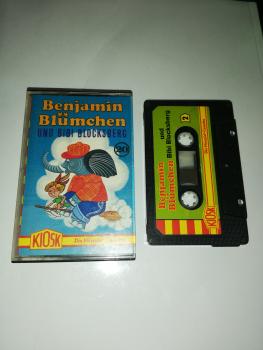 Benjamin
Blümchen
UND BIBI BLOCKSBERG
KIOSK
Benjamin
Blümchen
und
Bibi Blocksberg
2
KIOSK